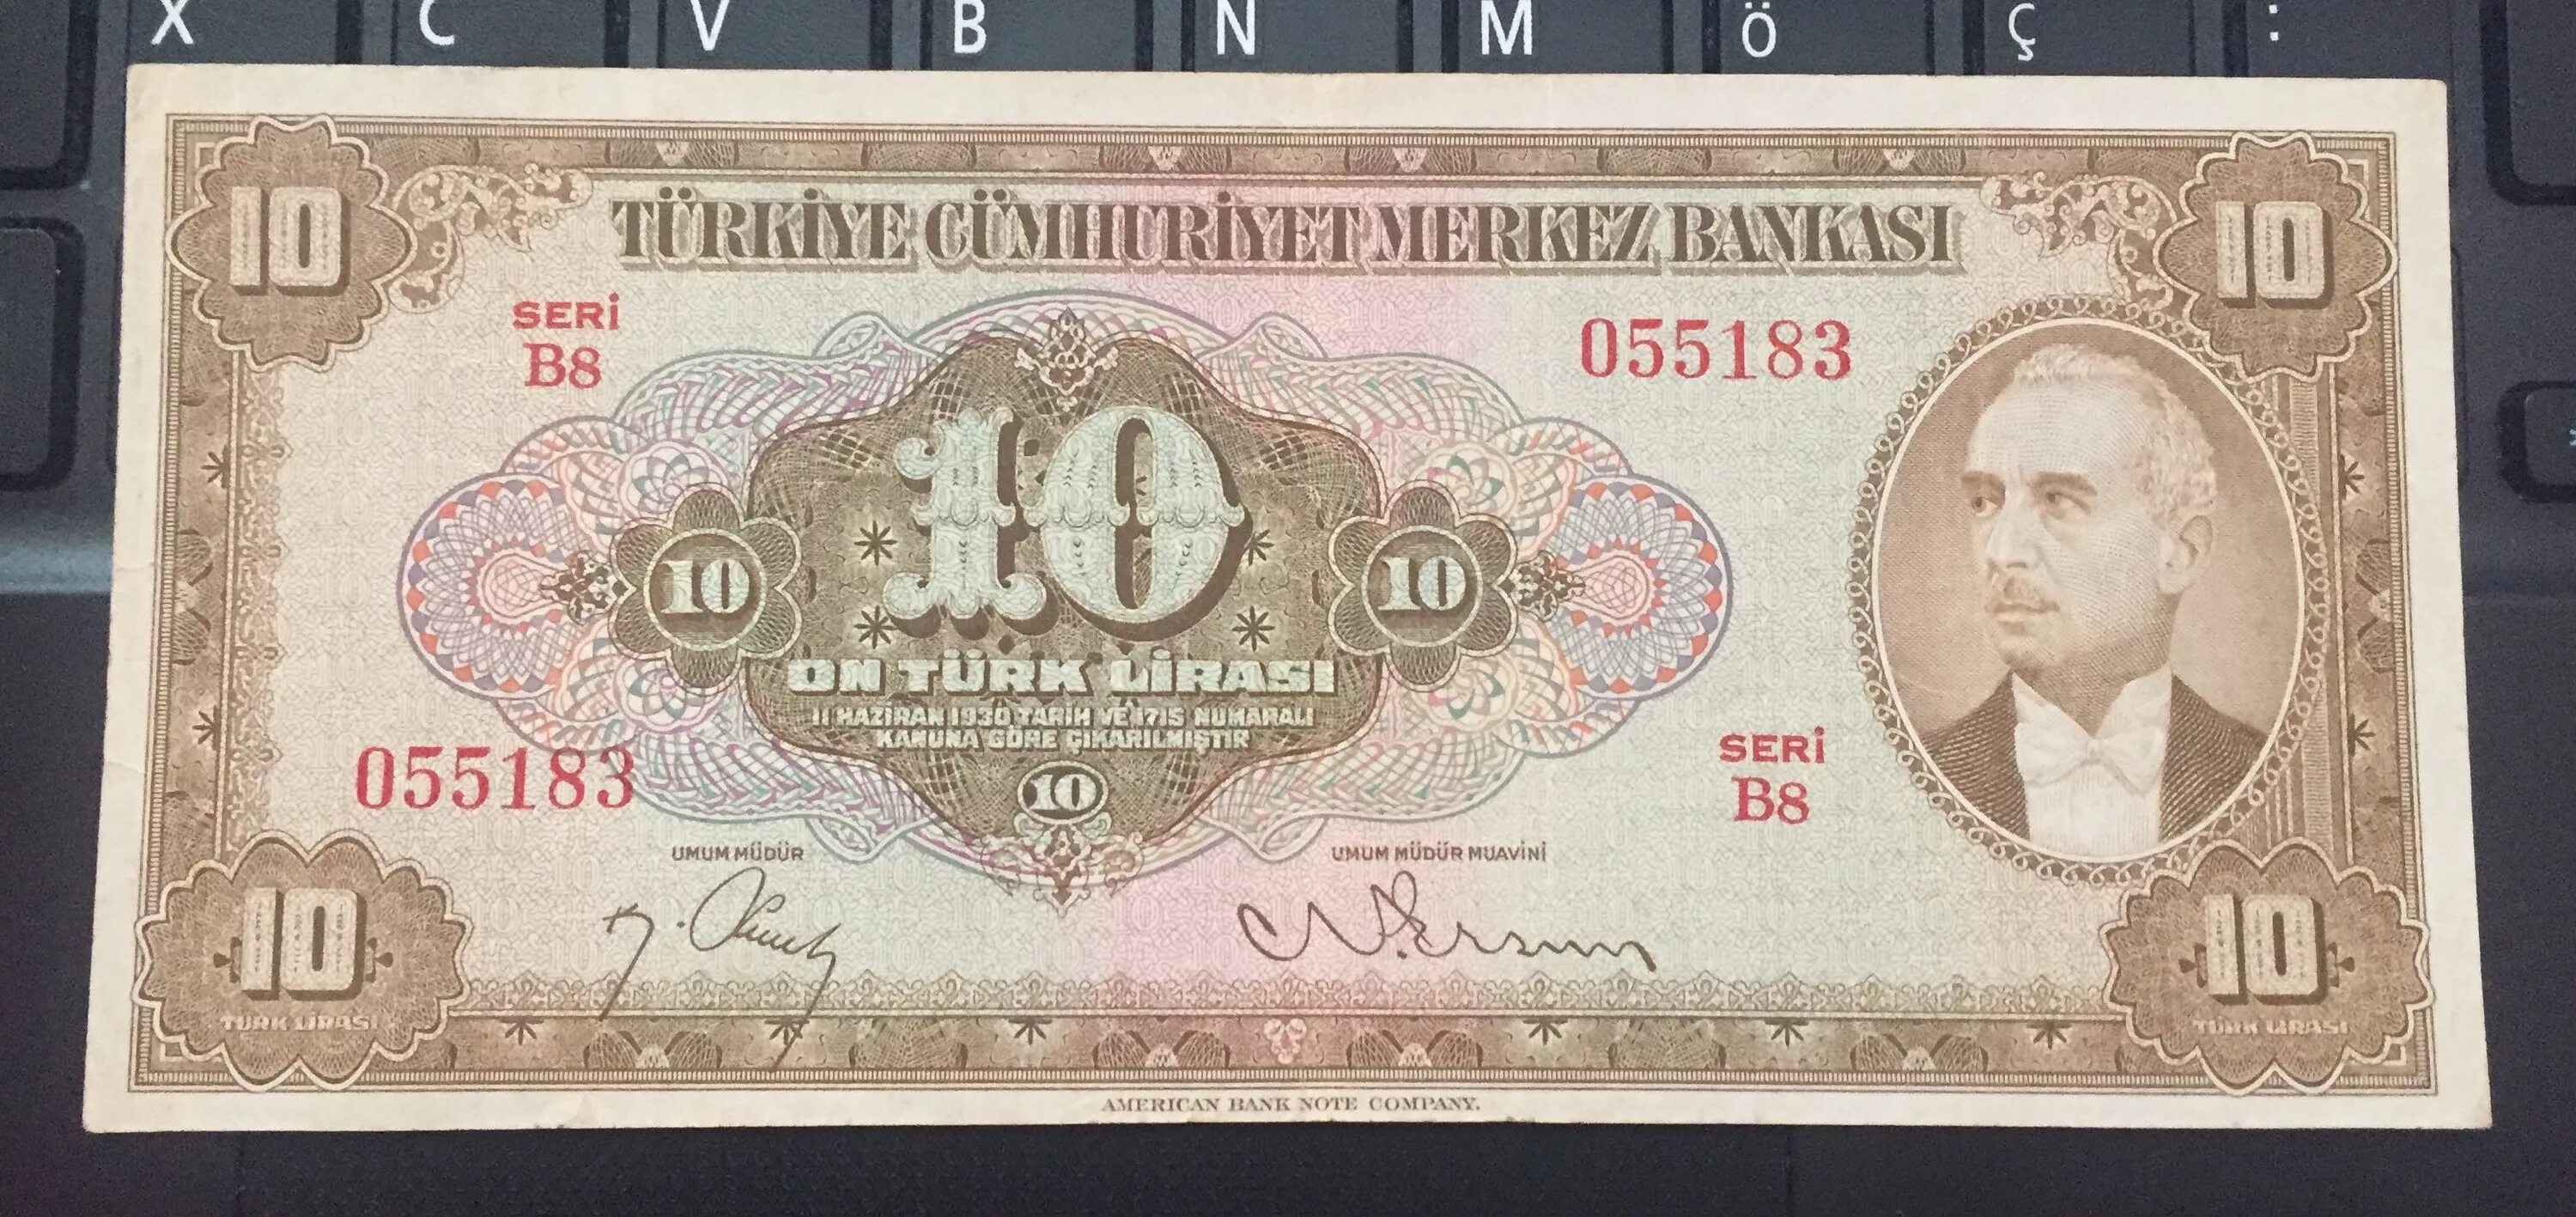 X C V B N M Ö Ç :
10 10
TÜRKİYE CÜMHURİYET MERKEZ BANKASI
SERİ
B8
055183
10
10 10
ON TÜRK LİRASI
11 HAZİRAN 1930 TARİH VE 1715 NUMARALI
KANUNA GÖRE ÇIKARILMIŞTIR
055183
10
SERİ
B8
UMUM MÜDÜR UMUM MÜDÜR MUAVİNİ
10 10
TÜRK LİRASI TÜRK LİRASI
AMERICAN BANK NOTE COMPANY.